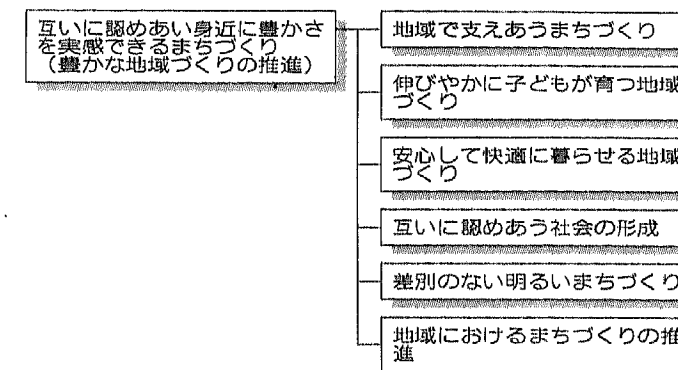 互いに認めあい身近に豊かさ
を実感できるまちづくり
(豊かな地域づくりの推進)
地域で支えあうまちづくり
伸びやかに子どもが育つ地域
づくり
安心して快適に暮らせる地域
づくり
互いに認めあう社会の形成
差別のない明るいまちづくり
地域におけるまちづくりの推
進